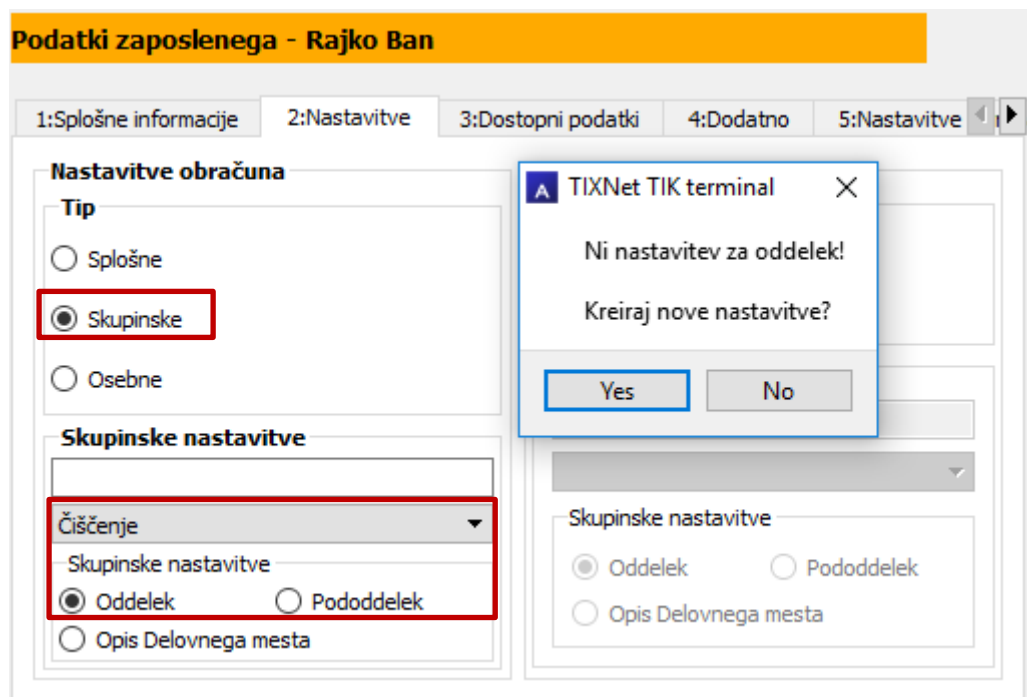 Podatki zaposlenega - Rajko Ban
1:Splošne informacije 2:Nastavitve 3:Dostopni podatki 4:Dodatno 5:Nastavitve
Nastavitve obračuna
Tip
Splošne
Skupinske
Osebne
Skupinske nastavitve
Čiščenje
Skupinske nastavitve
Oddelek Pododdelek
Opis Delovnega mesta
TIXNet TIK terminal
Ni nastavitev za oddelek!
Kreiraj nove nastavitve?
Yes No
Skupinske nastavitve
Oddelek Pododdelek
Opis Delovnega mesta